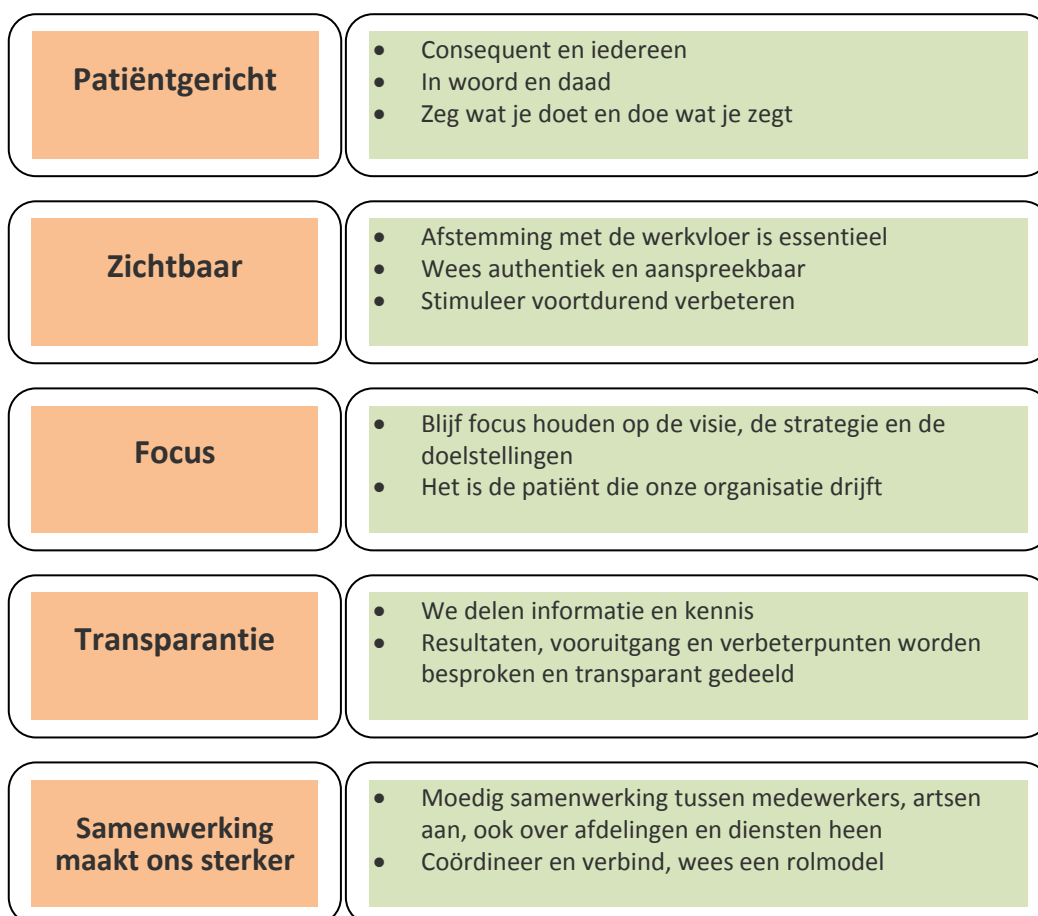 Patiëntgericht
• Consequent en iedereen
• In woord en daad
• Zeg wat je doet en doe wat je zegt
Zichtbaar
• Afstemming met de werkvloer is essentieel
• Wees authentiek en aanspreekbaar
• Stimuleer voortdurend verbeteren
Focus
• Blijf focus houden op de visie, de strategie en de
doelstellingen
• Het is de patiënt die onze organisatie drijft
Transparantie
• We delen informatie en kennis
• Resultaten, vooruitgang en verbeterpunten worden
besproken en transparant gedeeld
Samenwerking
maakt ons sterker
• Moedig samenwerking tussen medewerkers, artsen
aan, ook over afdelingen en diensten heen
• Coördineer en verbind, wees een rolmodel